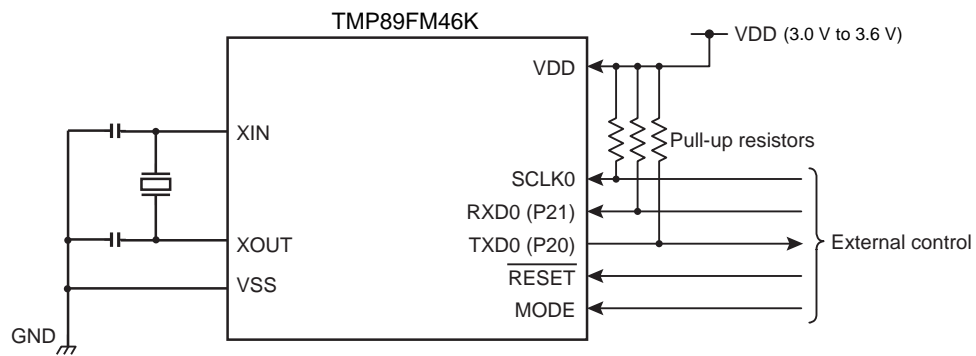 TMP89FM46K
VDD (3.0 V to 3.6 V)
VDD
XIN
Pull-up resistors
SCLK0
RXD0 (P21)
XOUT
TXD0 (P20)
External control
RESET
VSS
MODE
GND